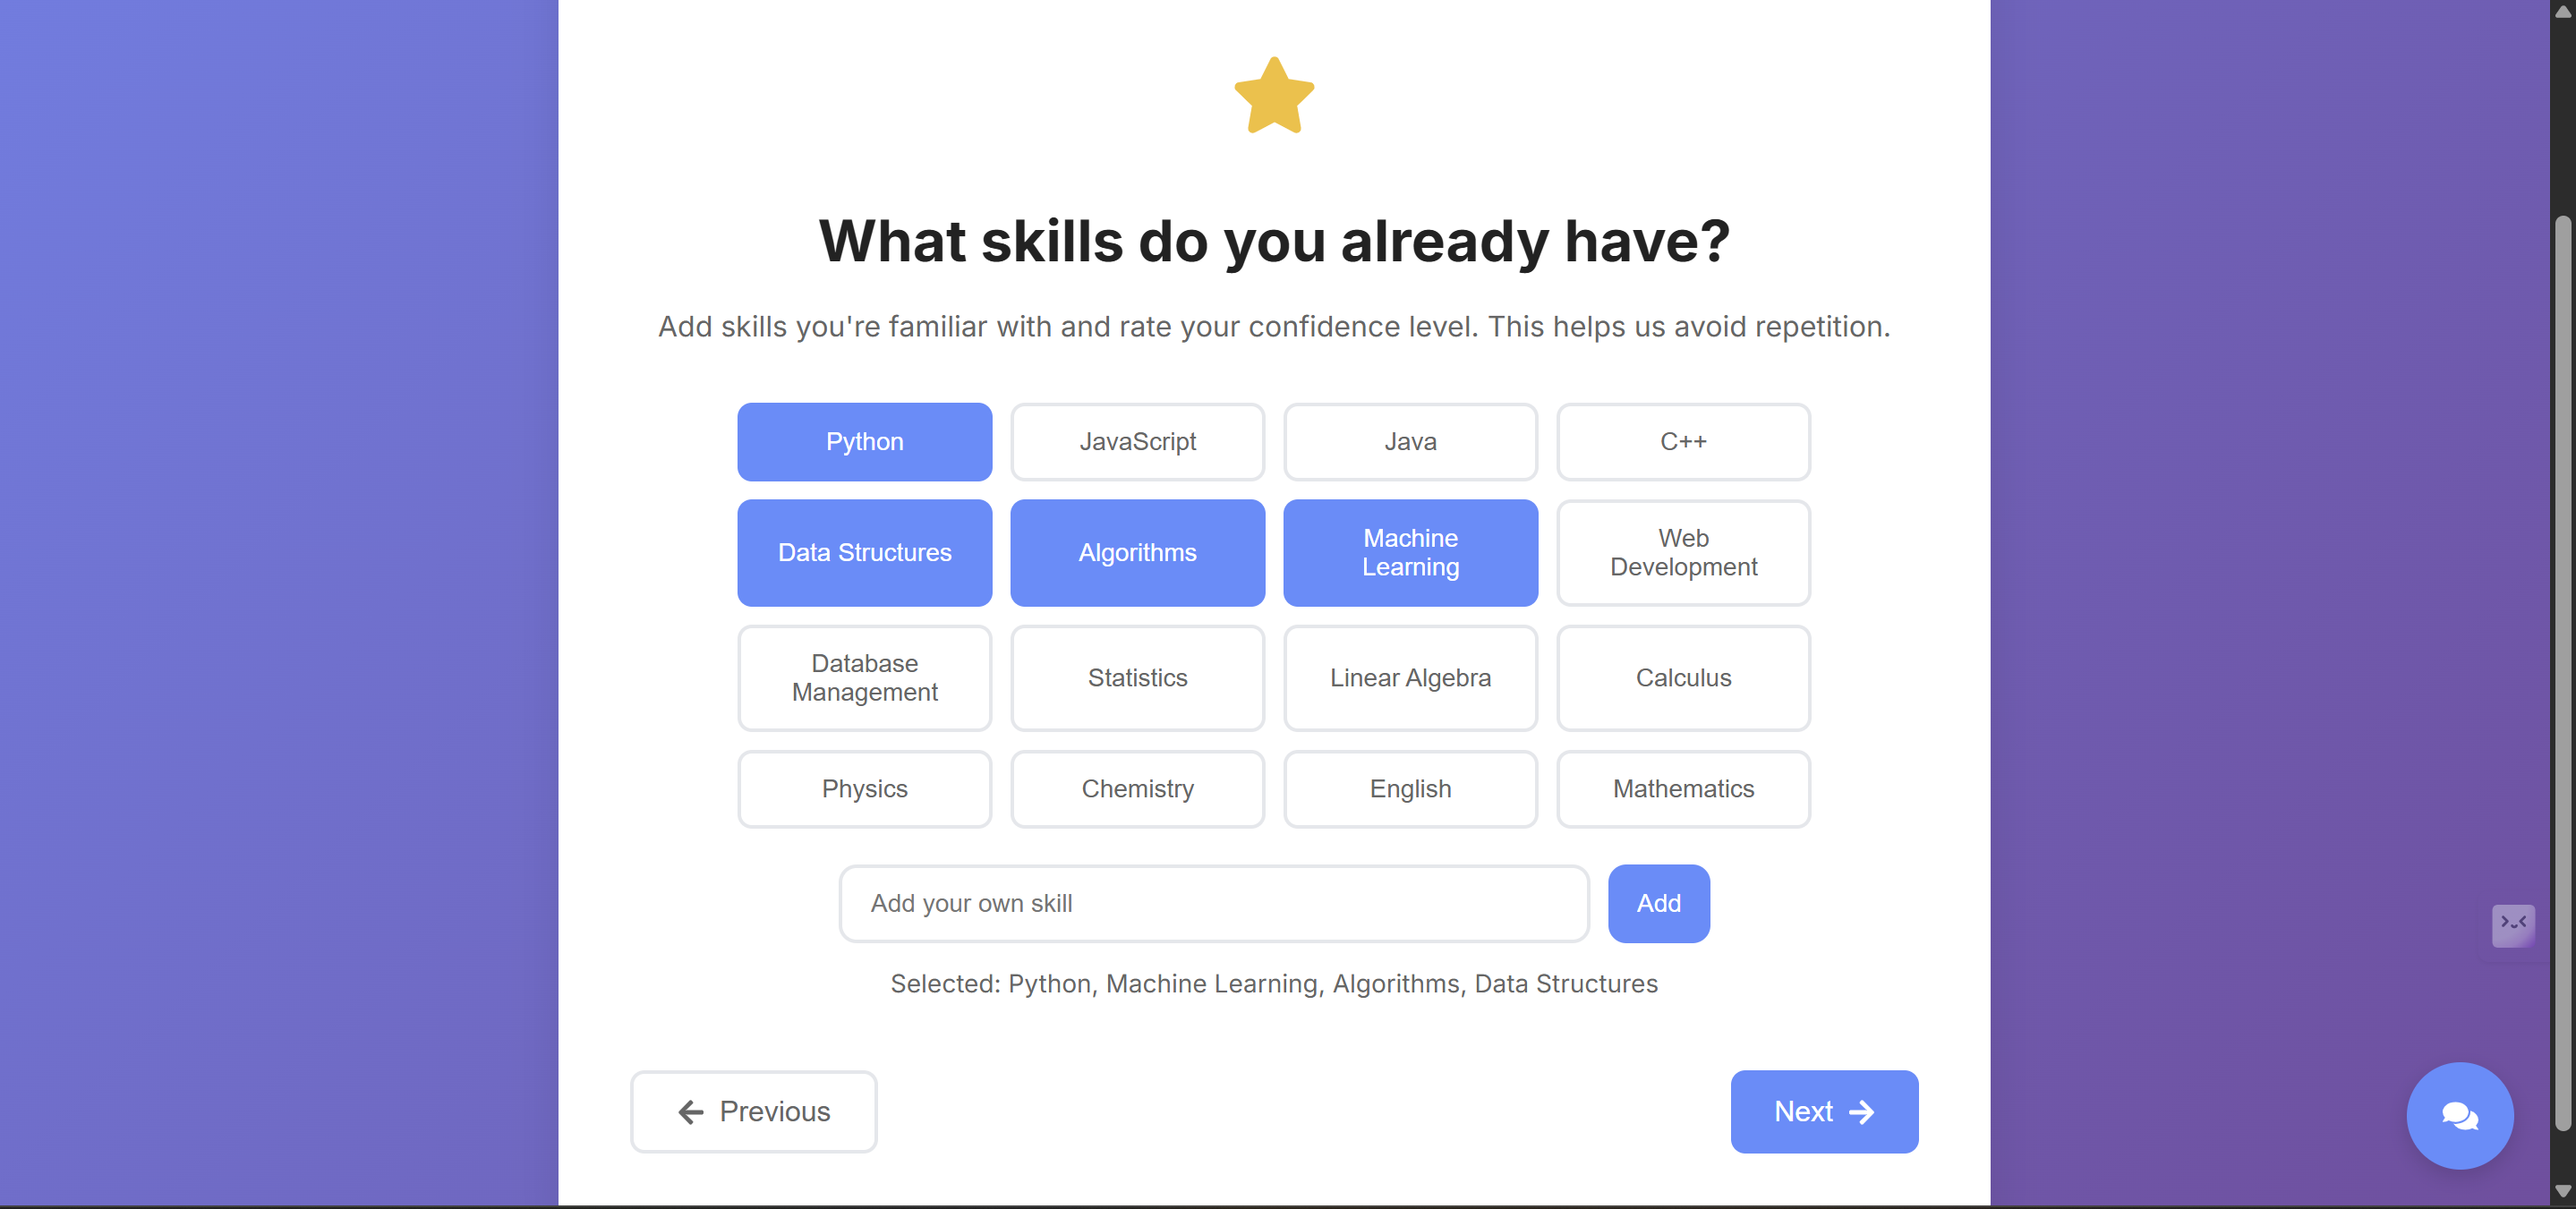 What skills do you already have?
Add skills you're familiar with and rate your confidence level. This helps us avoid repetition.
Python
JavaScript
Java
C++
Data Structures
Algorithms
Machine
Learning
Web
Development
Database
Management
Statistics
Linear Algebra
Calculus
Physics
Chemistry
English
Mathematics
Add your own skill
Add
Selected: Python, Machine Learning, Algorithms, Data Structures
Previous
Next